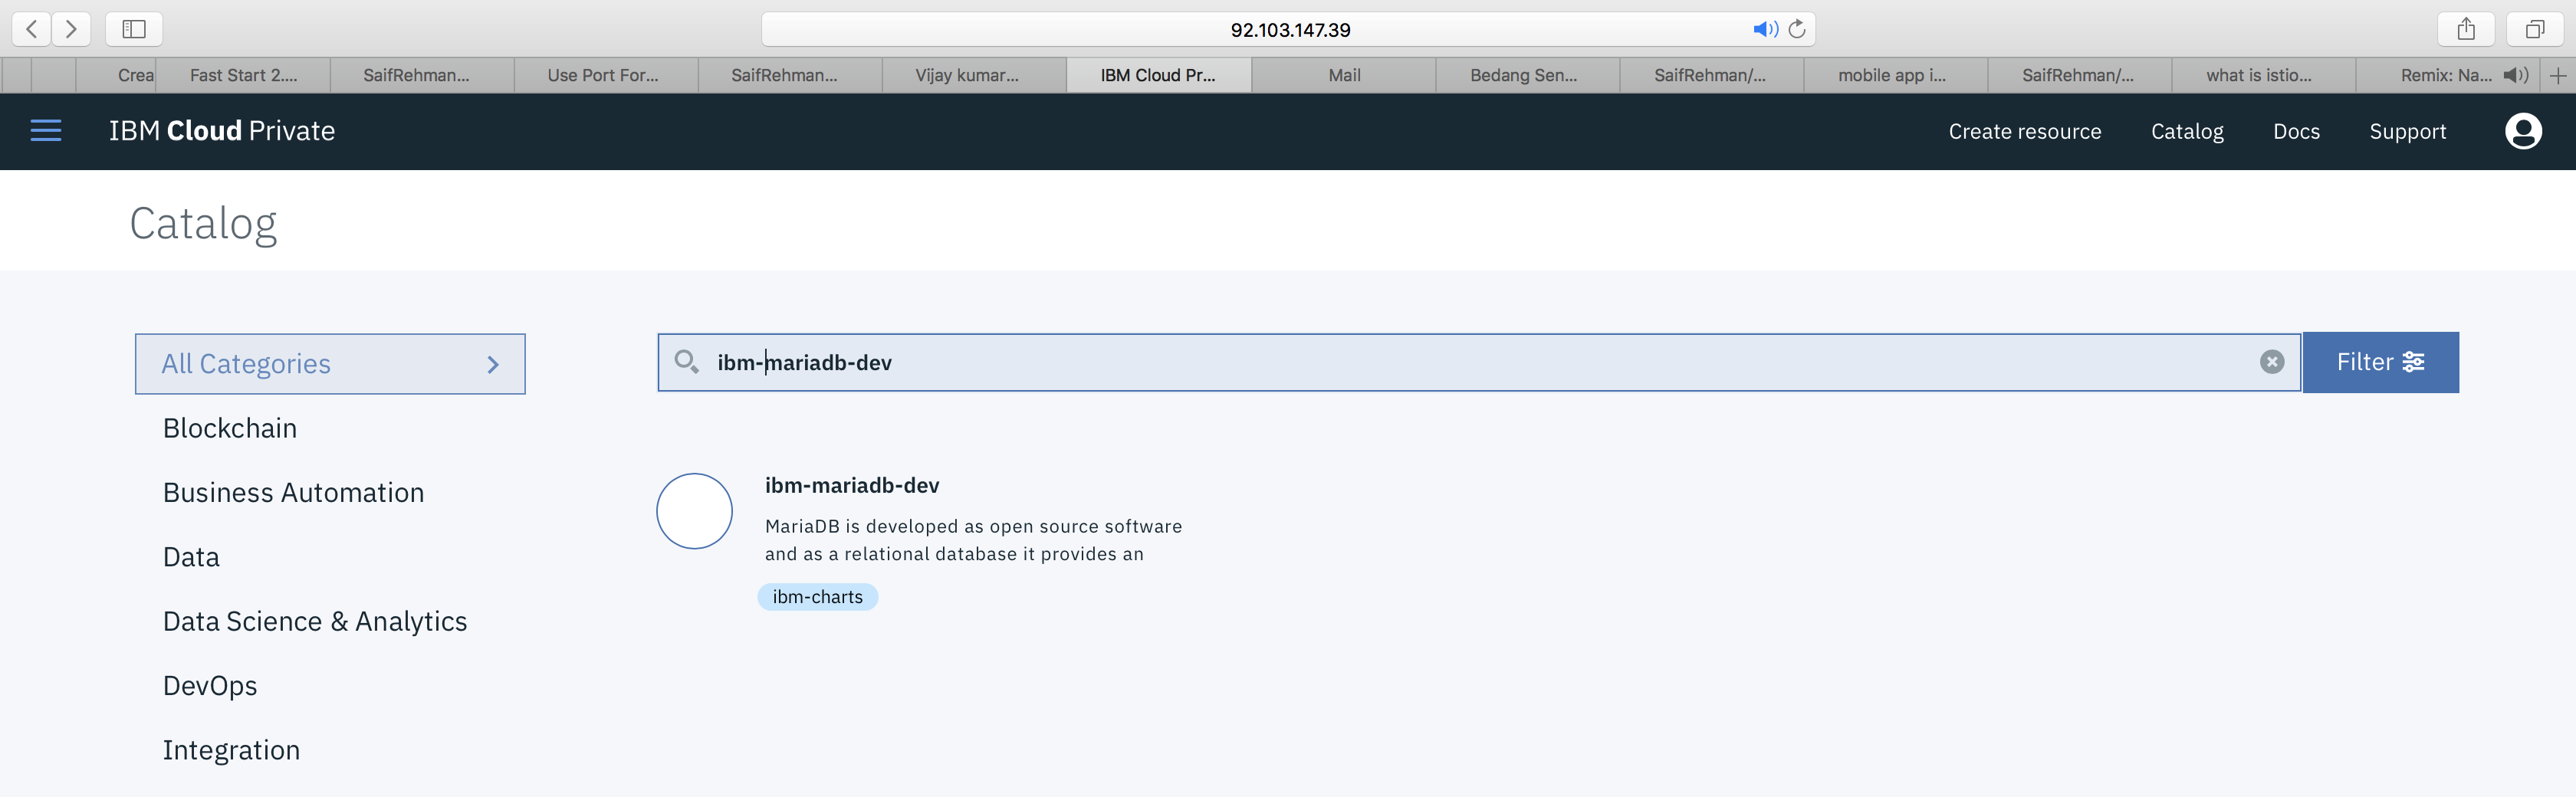 92.103.147.39
Crea
Fast Start 2....
SaifRehman...
Use Port For...
SaifRehman...
Vijay kumar...
IBM Cloud Pr...
Mail
Bedang Sen...
SaifRehman/...
mobile app i...
SaifRehman/...
what is istio...
Remix: Na...
IBM Cloud Private
Create resource
Catalog
Docs
Support
Catalog
All Categories
ibm-mariadb-dev
Filter
Blockchain
Business Automation
Data
Data Science & Analytics
DevOps
Integration
ibm-mariadb-dev
MariaDB is developed as open source software
and as a relational database it provides an
ibm-charts